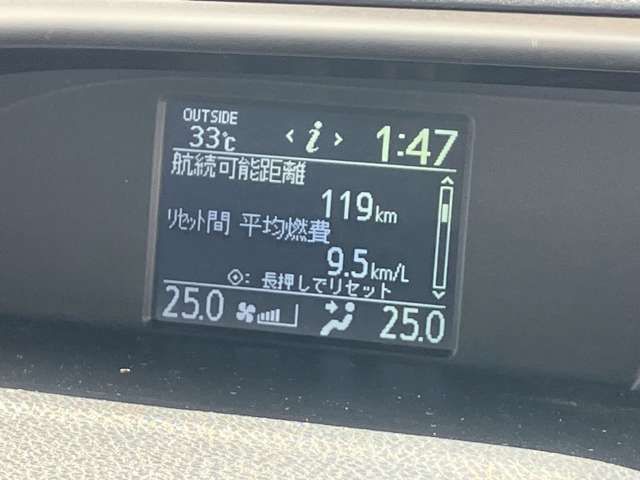 OUTSIDE
33℃ < i > 1:47
航続可能距離
119km
リセット間 平均燃費
9.5km/L
: 長押しでリセット
25.0 25.0